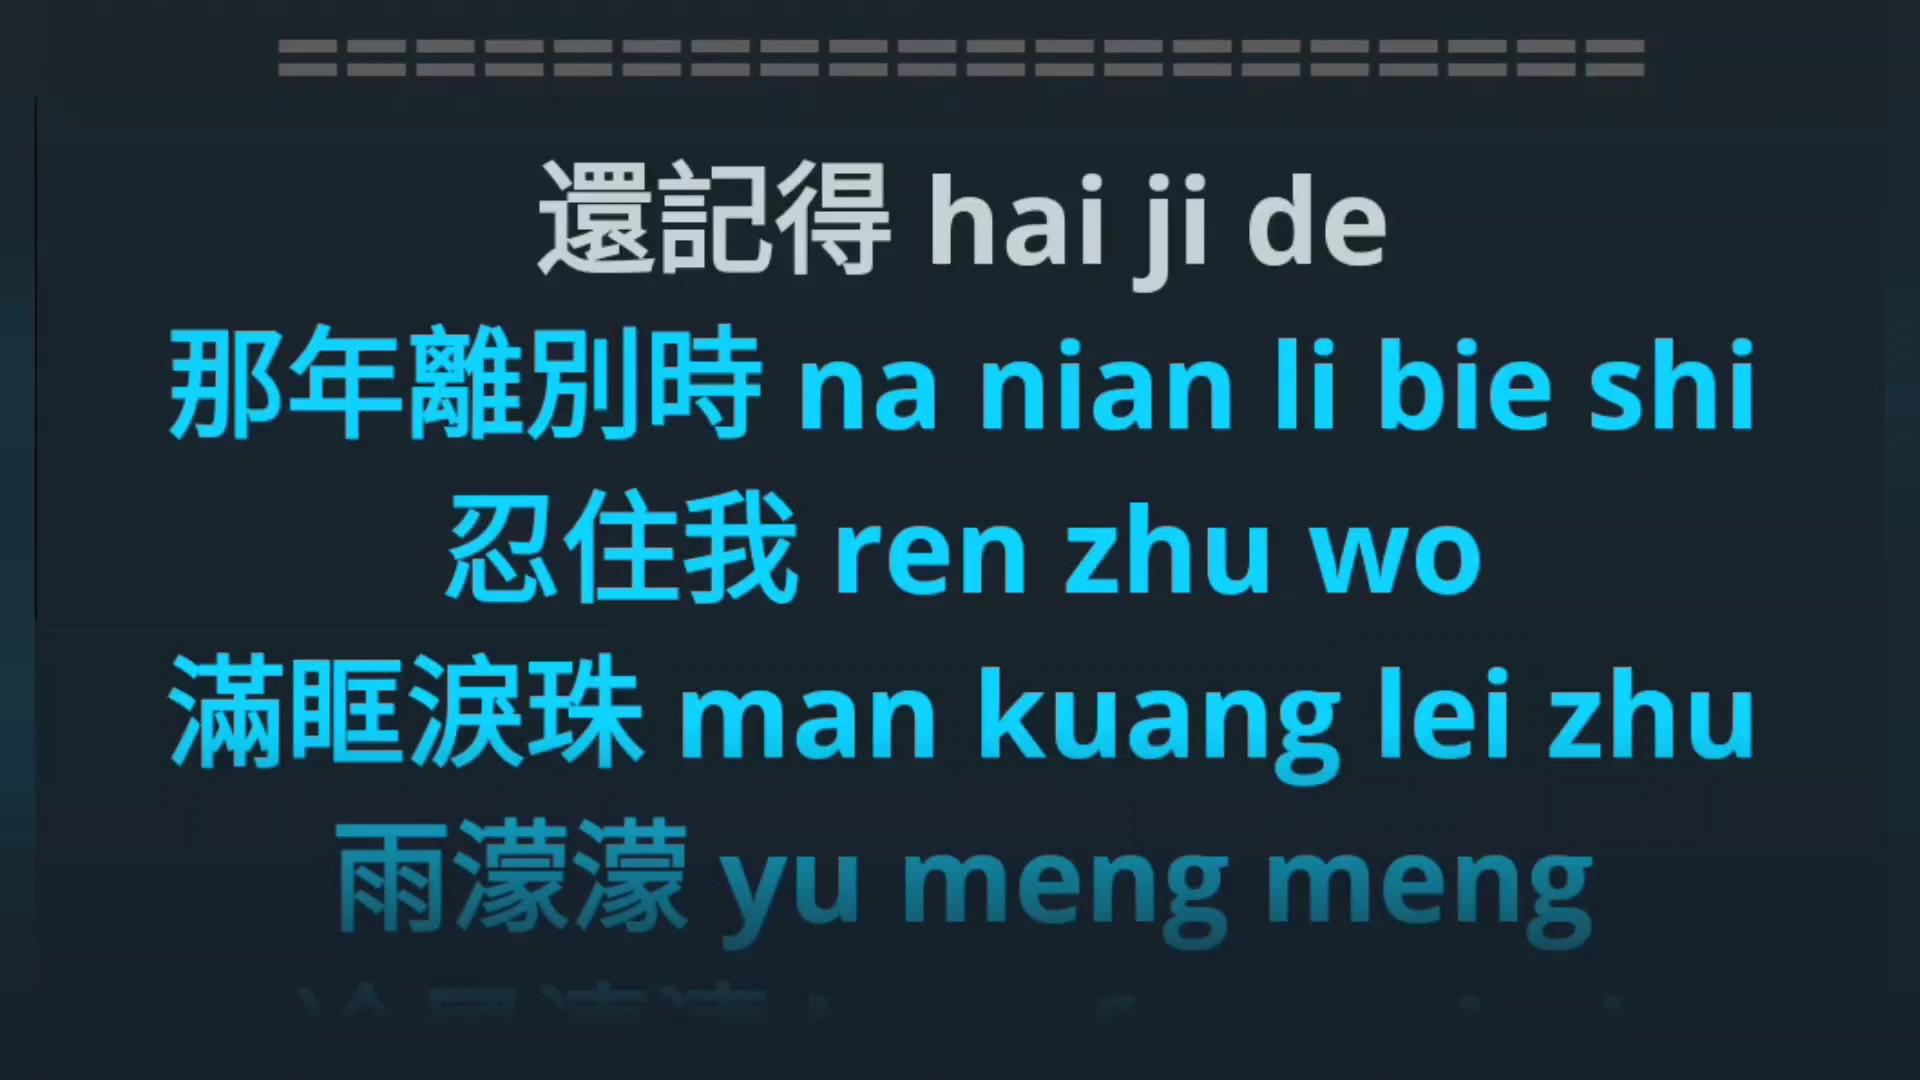 ====================
還記得 hai ji de
那年離別時 na nian li bie shi
忍住我 ren zhu wo
滿眶淚珠 man kuang lei zhu
雨濛濛 yu meng meng